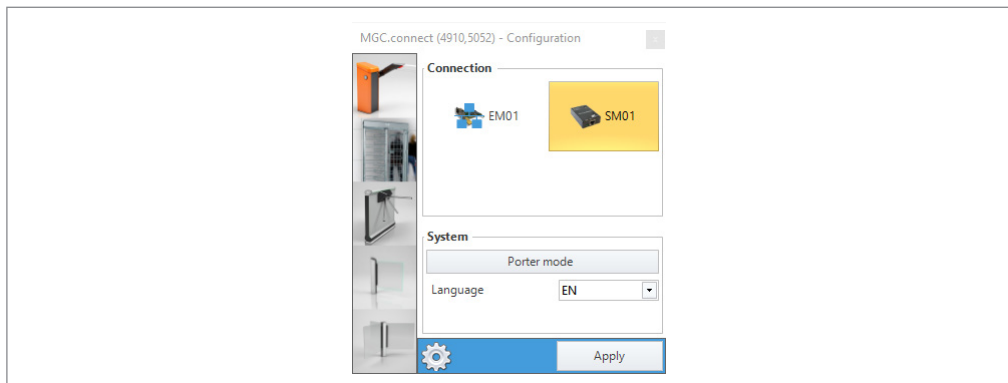 MGC.connect (4910,5052) - Configuration
Connection
EM01
SM01
System
Porter mode
Language
EN
Apply